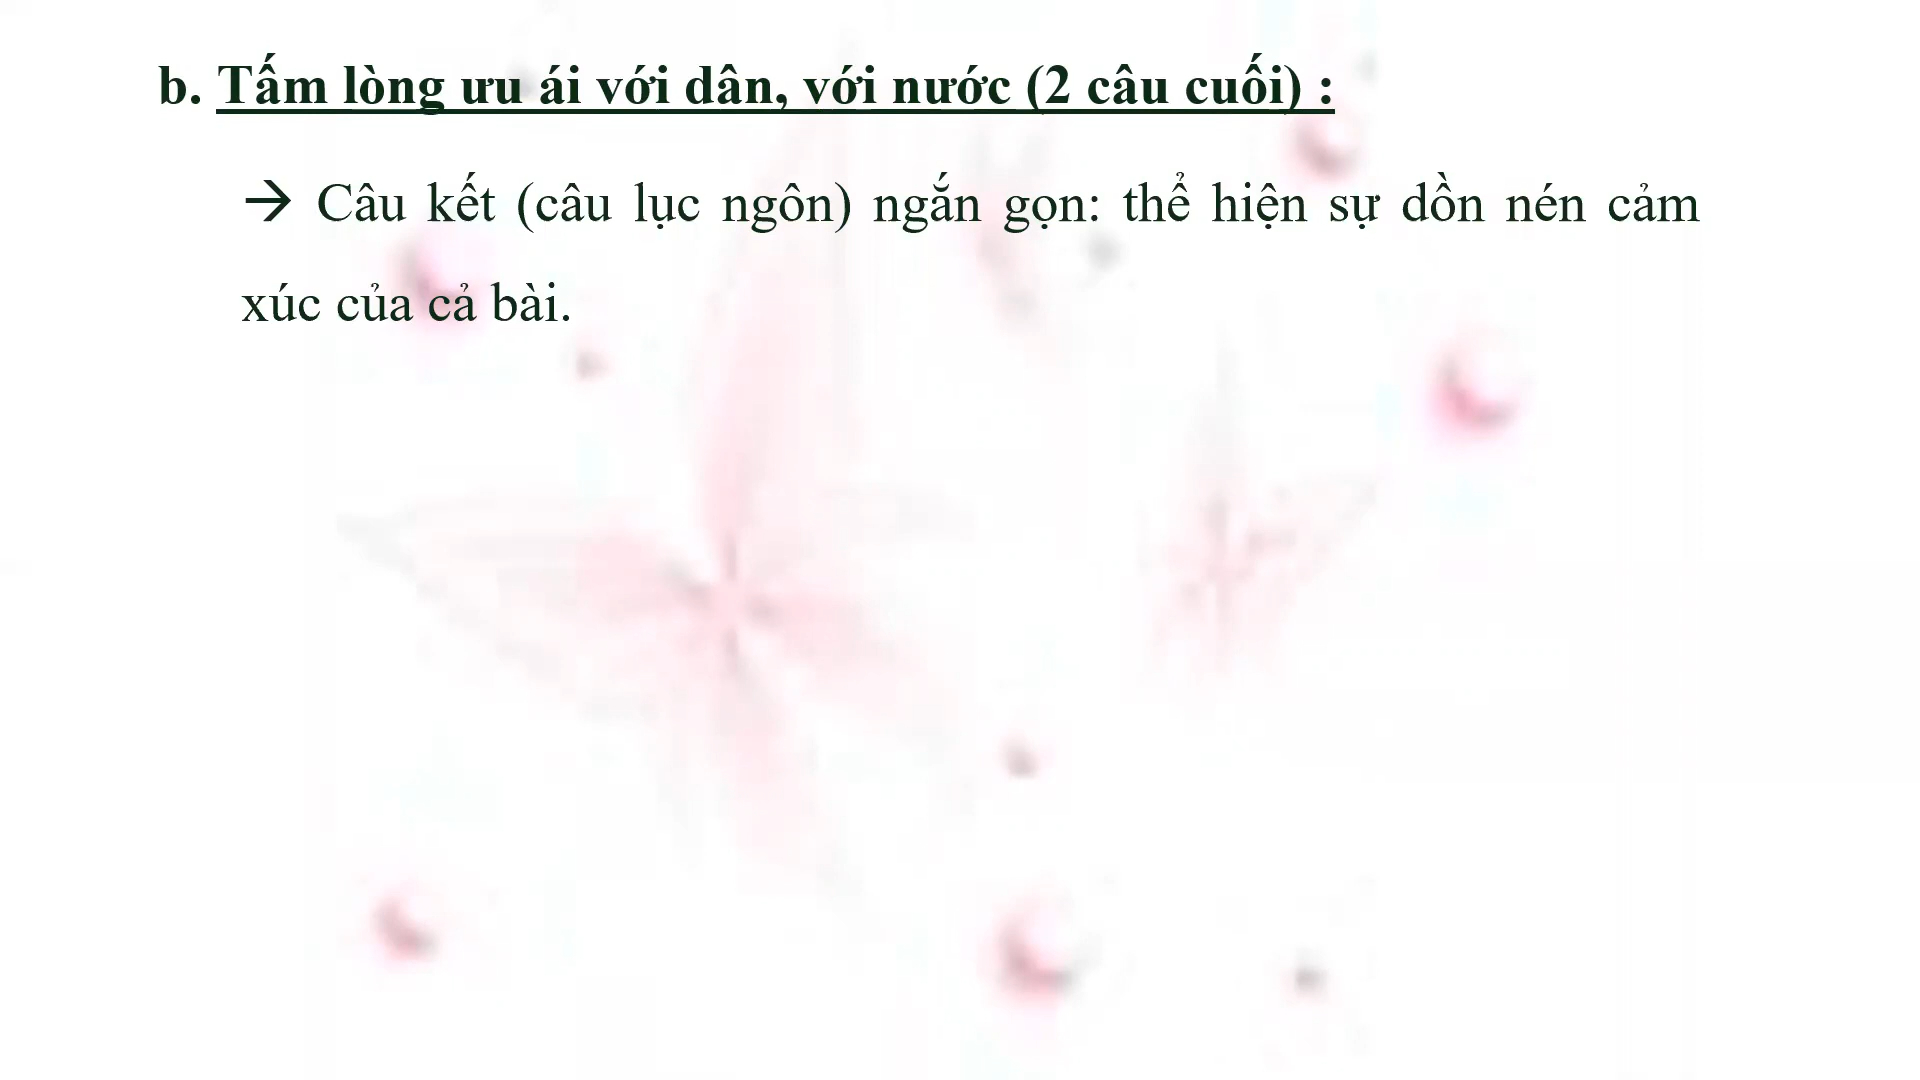 b. Tấm lòng ưu ái với dân, với nước (2 câu cuối) :
→ Câu kết (câu lục ngôn) ngắn gọn: thể hiện sự dồn nén cảm
xúc của cả bài.